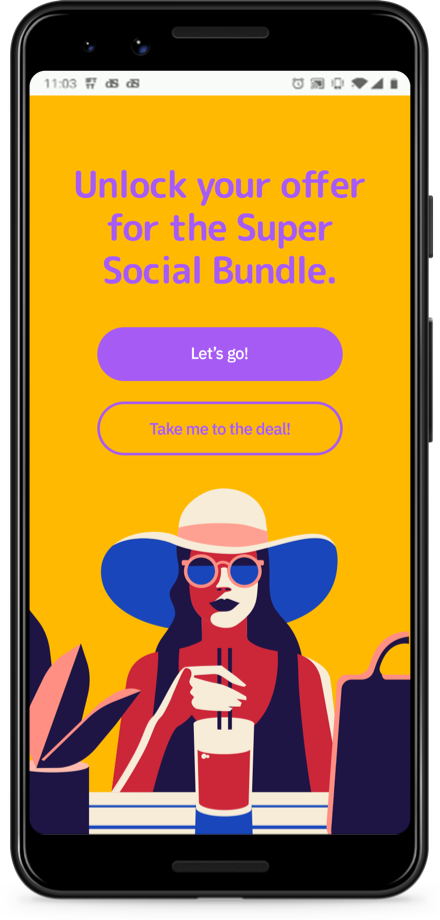 11:03
Unlock your offer
for the Super
Social Bundle.
Let's go!
Take me to the deal!